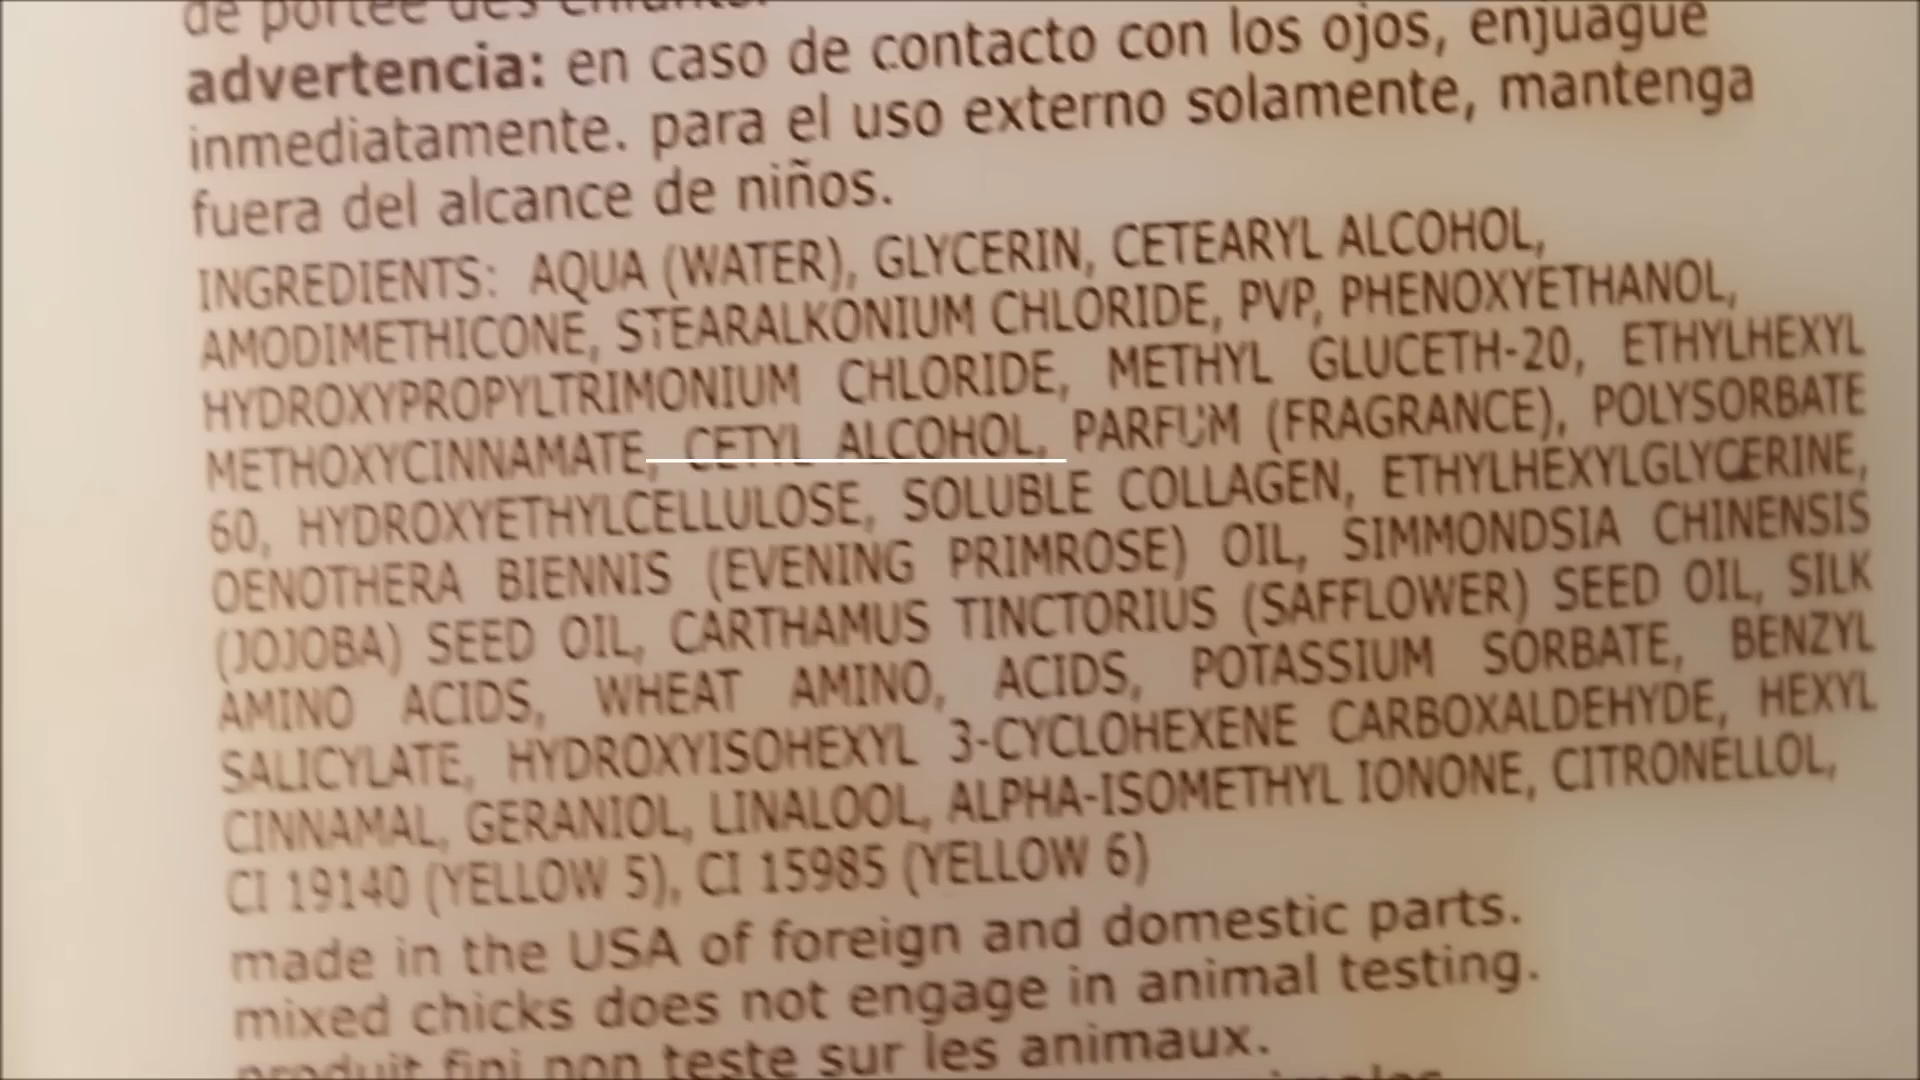 de portée des enfants.
advertencia: en caso de contacto con los ojos, enjuague
inmediatamente. para el uso externo solamente, mantenga
fuera del alcance de niños.
INGREDIENTS: AQUA (WATER), GLYCERIN, CETEARYL ALCOHOL,
AMODIMETHICONE, STEARALKONIUM CHLORIDE, PVP, PHENOXYETHANOL,
HYDROXYPROPYLTRIMONIUM CHLORIDE, METHYL GLUCETH-20, ETHYLHEXYL
METHOXYCINNAMATE, CETYL ALCOHOL, PARFUM (FRAGRANCE), POLYSORBATE
60, HYDROXYETHYLCELLULOSE, SOLUBLE COLLAGEN, ETHYLHEXYLGLYCERINE,
OENOTHERA BIENNIS (EVENING PRIMROSE) OIL, SIMMONDSIA CHINENSIS
(JOJOBA) SEED OIL, CARTHAMUS TINCTORIUS (SAFFLOWER) SEED OIL, SILK
AMINO ACIDS, WHEAT AMINO, ACIDS, POTASSIUM SORBATE, BENZYL
SALICYLATE, HYDROXYISOHEXYL 3-CYCLOHEXENE CARBOXALDEHYDE, HEXYL
CINNAMAL, GERANIOL, LINALOOL, ALPHA-ISOMETHYL IONONE, CITRONELLOL,
CI 19140 (YELLOW 5), CI 15985 (YELLOW 6)
made in the USA of foreign and domestic parts.
mixed chicks does not engage in animal testing.
produit fini non teste sur les animaux.